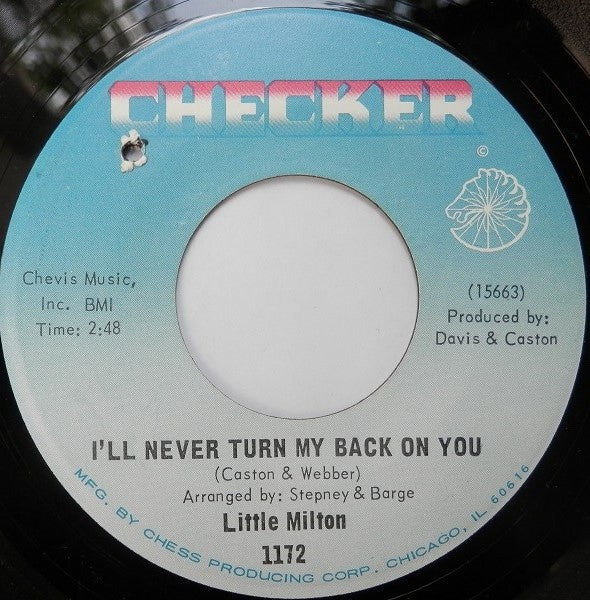 CHECKER
©
Chevis Music,
Inc. BMI
Time: 2:48
(15663)
Produced by:
Davis & Caston
I'LL NEVER TURN MY BACK ON YOU
(Caston & Webber)
Arranged by: Stepney & Barge
Little Milton
1172
MFG. BY CHESS PRODUCING CORP. CHICAGO, IL 60616